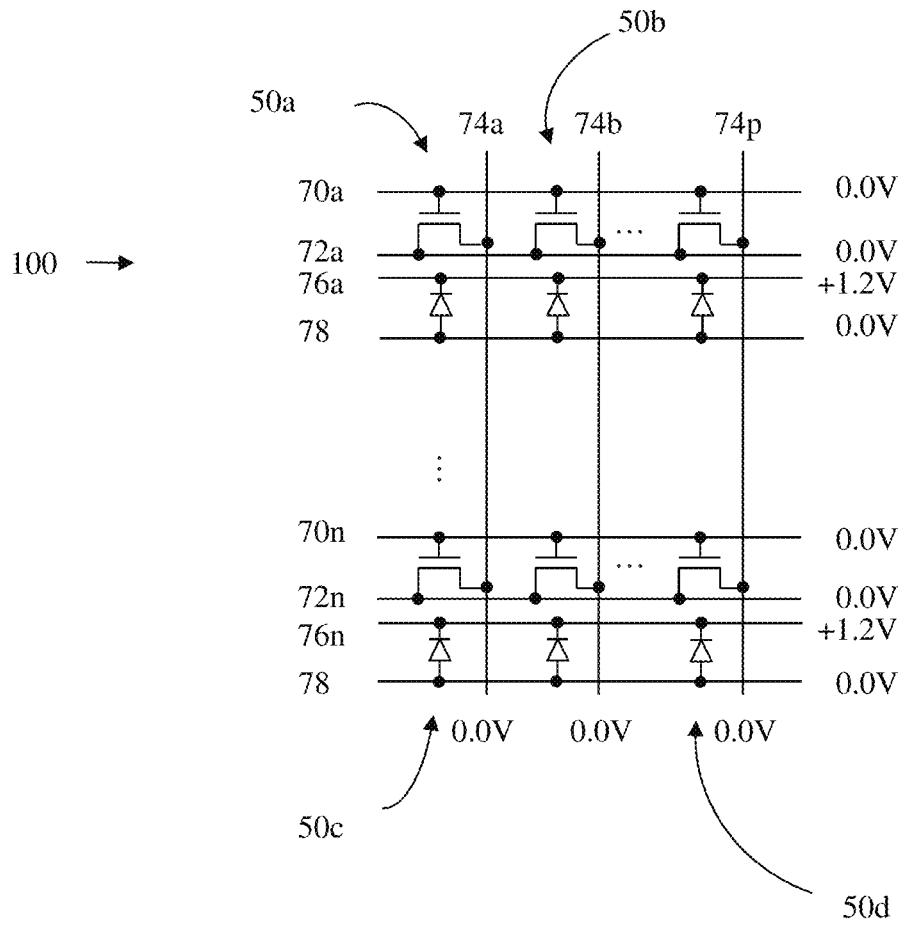 50b
50a
74a 74b 74p
70a 0.0V
...
72a 0.0V
100
76a +1.2V
78 0.0V
...
70n 0.0V
...
72n 0.0V
76n +1.2V
78 0.0V
0.0V 0.0V 0.0V
50c
50d